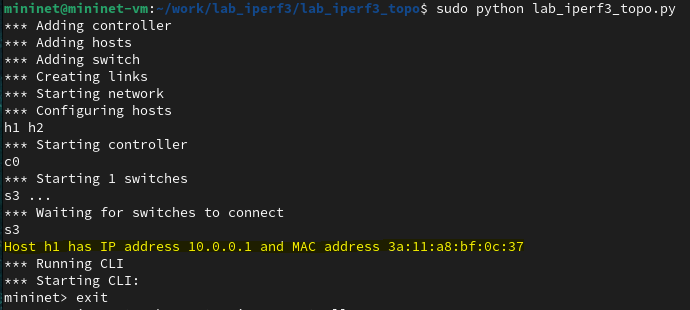 mininet@mininet-vm:~/work/lab_iperf3/lab_iperf3_topo$ sudo python lab_iperf3_topo.py
*** Adding controller
*** Adding hosts
*** Adding switch
*** Creating links
*** Starting network
*** Configuring hosts
h1 h2
*** Starting controller
c0
*** Starting 1 switches
s3 ...
*** Waiting for switches to connect
s3
Host h1 has IP address 10.0.0.1 and MAC address 3a:11:a8:bf:0c:37
*** Running CLI
*** Starting CLI:
mininet> exit